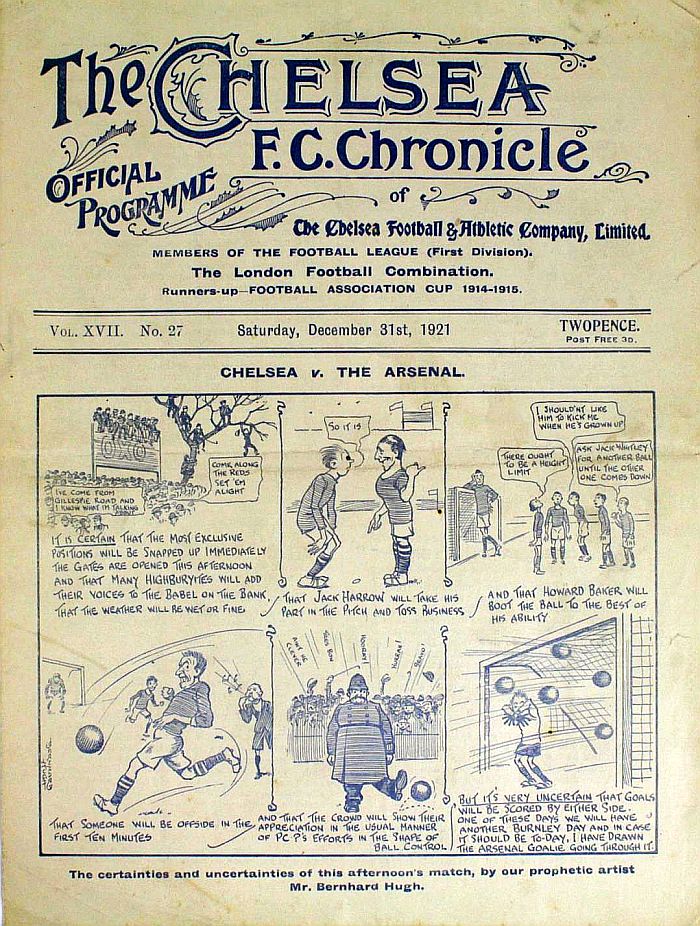 The CHELSEA
F.C. Chronicle
OFFICIAL
PROGRAMME
of
The Chelsea Football & Athletic Company, Limited.
MEMBERS OF THE FOOTBALL LEAGUE (First Division).
The London Football Combination.
Runners-up—FOOTBALL ASSOCIATION CUP 1914-1915.
VOL. XVII. No. 27
Saturday, December 31st, 1921
TWOPENCE.
POST FREE 3D.
CHELSEA v. THE ARSENAL.
COME ALONG
THE REDS
SET 'EM
ALIGHT
I'VE COME FROM
GILLESPIE ROAD AND
I KNOW WHAT I'M TALKING
ABOUT
IT IS CERTAIN THAT THE MOST EXCLUSIVE
POSITIONS WILL BE SNAPPED UP IMMEDIATELY
THE GATES ARE OPENED THIS AFTERNOON
AND THAT MANY HIGHBURYITES WILL ADD
THEIR VOICES TO THE BABEL ON THE BANK,
THAT THE WEATHER WILL BE WET OR FINE
SO IT IS
THAT JACK HARROW WILL TAKE HIS
PART IN THE PITCH AND TOSS BUSINESS
I SHOULD'NT LIKE
HIM TO KICK ME
WHEN HE'S GROWN UP
THERE OUGHT
TO BE A HEIGHT
LIMIT
ASK JACK WHITLEY
FOR ANOTHER BALL
UNTIL THE OTHER
ONE COMES DOWN
AND THAT HOWARD BAKER WILL
BOOT THE BALL TO THE BEST OF
HIS ABILITY
THAT SOMEONE WILL BE OFFSIDE IN THE
FIRST TEN MINUTES
AINT HE
CLEVER
HOORAY!
HURRAH!
BRAVO!
AND THAT THE CROWD WILL SHOW THEIR
APPRECIATION IN THE USUAL MANNER
OF P.C. P'S EFFORTS IN THE SHAPE OF
BALL CONTROL
BUT IT'S VERY UNCERTAIN THAT GOALS
WILL BE SCORED BY EITHER SIDE.
ONE OF THESE DAYS WE WILL HAVE
ANOTHER BURNLEY DAY AND IN CASE
IT SHOULD BE TO-DAY, I HAVE DRAWN
THE ARSENAL GOALIE GOING THROUGH IT.
The certainties and uncertainties of this afternoon's match, by our prophetic artist
Mr. Bernhard Hugh.